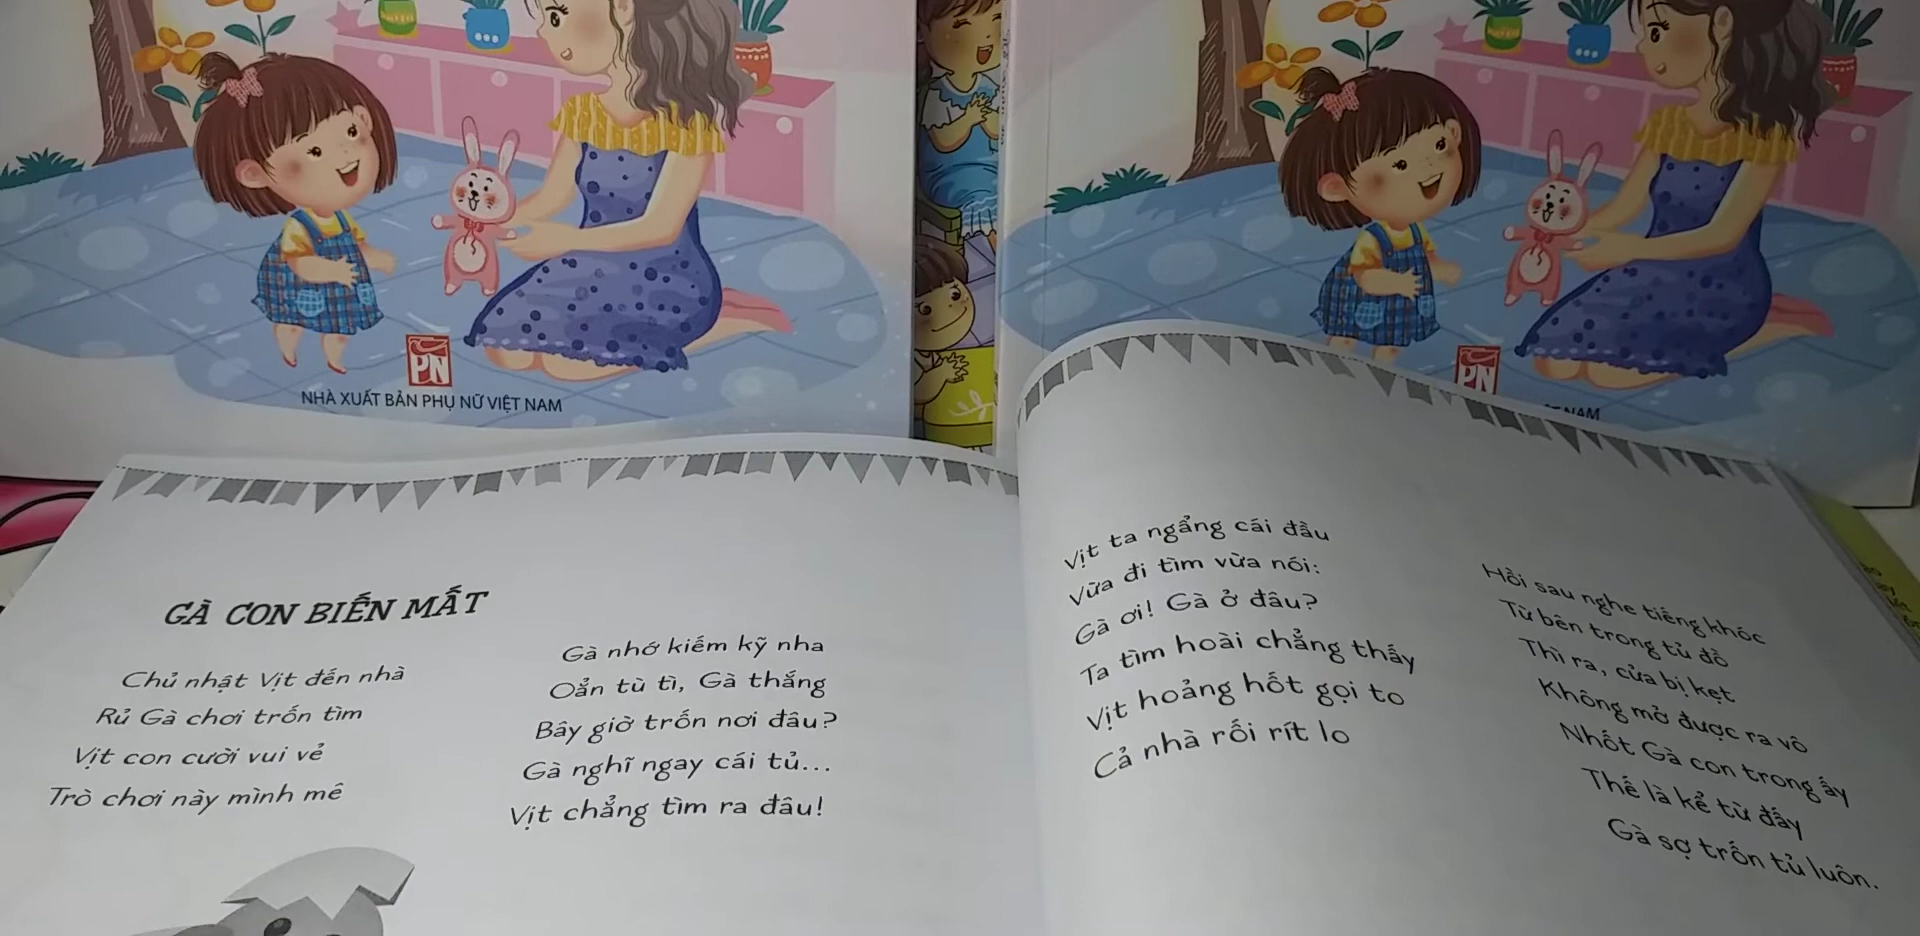 PN
NHÀ XUẤT BẢN PHỤ NỮ VIỆT NAM
PN
NAM
GÀ CON BIẾN MẤT
Chủ nhật Vịt đến nhà
Rủ Gà chơi trốn tìm
Vịt con cười vui vẻ
Trò chơi này mình mê
Gà nhớ kiếm kỹ nha
Oẳn tù tì, Gà thắng
Bây giờ trốn nơi đâu?
Gà nghĩ ngay cái tủ...
Vịt chẳng tìm ra đâu!
Vịt ta ngẩng cái đầu
Vừa đi tìm vừa nói:
Gà ơi! Gà ở đâu?
Ta tìm hoài chẳng thấy
Vịt hoảng hốt gọi to
Cả nhà rối rít lo
Hồi sau nghe tiếng khóc
Từ bên trong tủ đồ
Thì ra, cửa bị kẹt
Không mở được ra vô
Nhốt Gà con trong ấy
Thế là kể từ đấy
Gà sợ trốn tủ luôn.